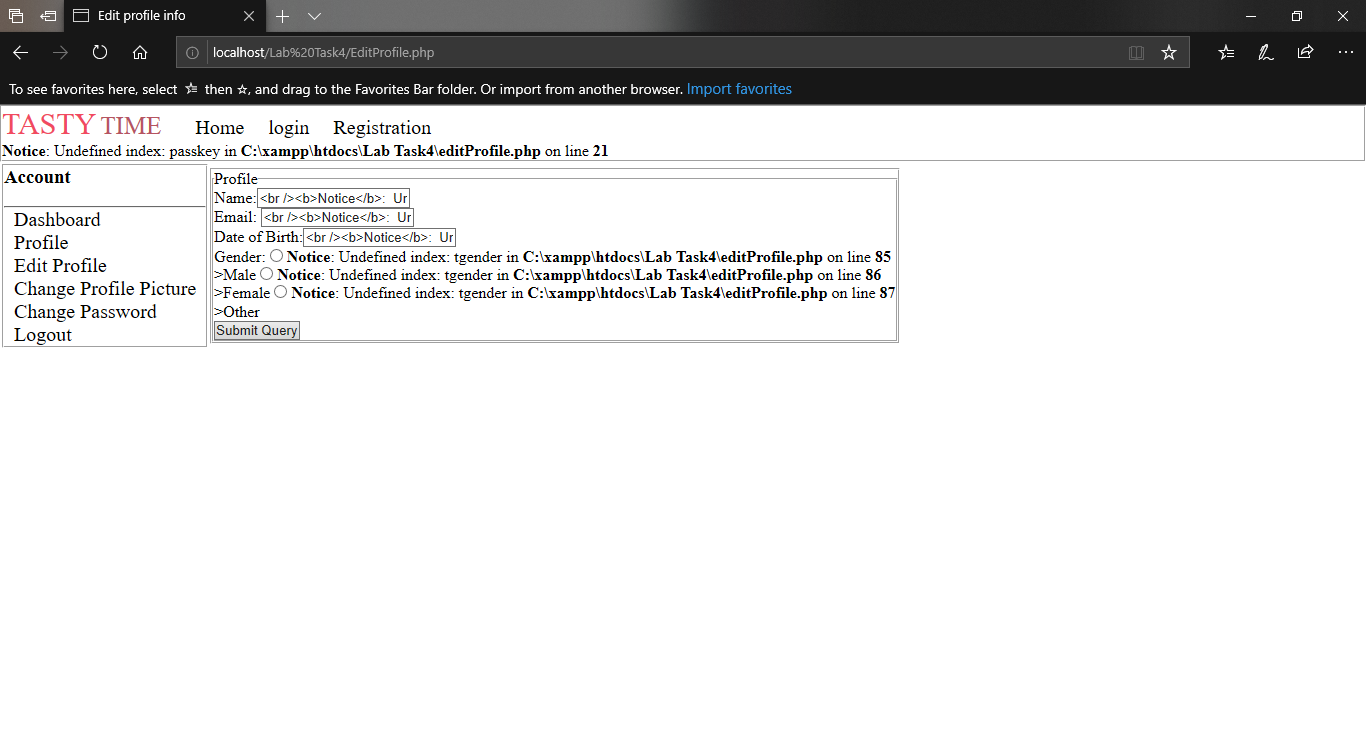 Edit profile info
localhost/Lab%20Task4/EditProfile.php
To see favorites here, select then , and drag to the Favorites Bar folder. Or import from another browser. Import favorites
TASTY TIME Home login Registration
Notice: Undefined index: passkey in C:\xampp\htdocs\Lab Task4\editProfile.php on line 21
Account
Dashboard
Profile
Edit Profile
Change Profile Picture
Change Password
Logout
Profile
Name: <br /><b>Notice</b>: Ur
Email: <br /><b>Notice</b>: Ur
Date of Birth: <br /><b>Notice</b>: Ur
Gender: Notice: Undefined index: tgender in C:\xampp\htdocs\Lab Task4\editProfile.php on line 85
>Male Notice: Undefined index: tgender in C:\xampp\htdocs\Lab Task4\editProfile.php on line 86
>Female Notice: Undefined index: tgender in C:\xampp\htdocs\Lab Task4\editProfile.php on line 87
>Other
Submit Query